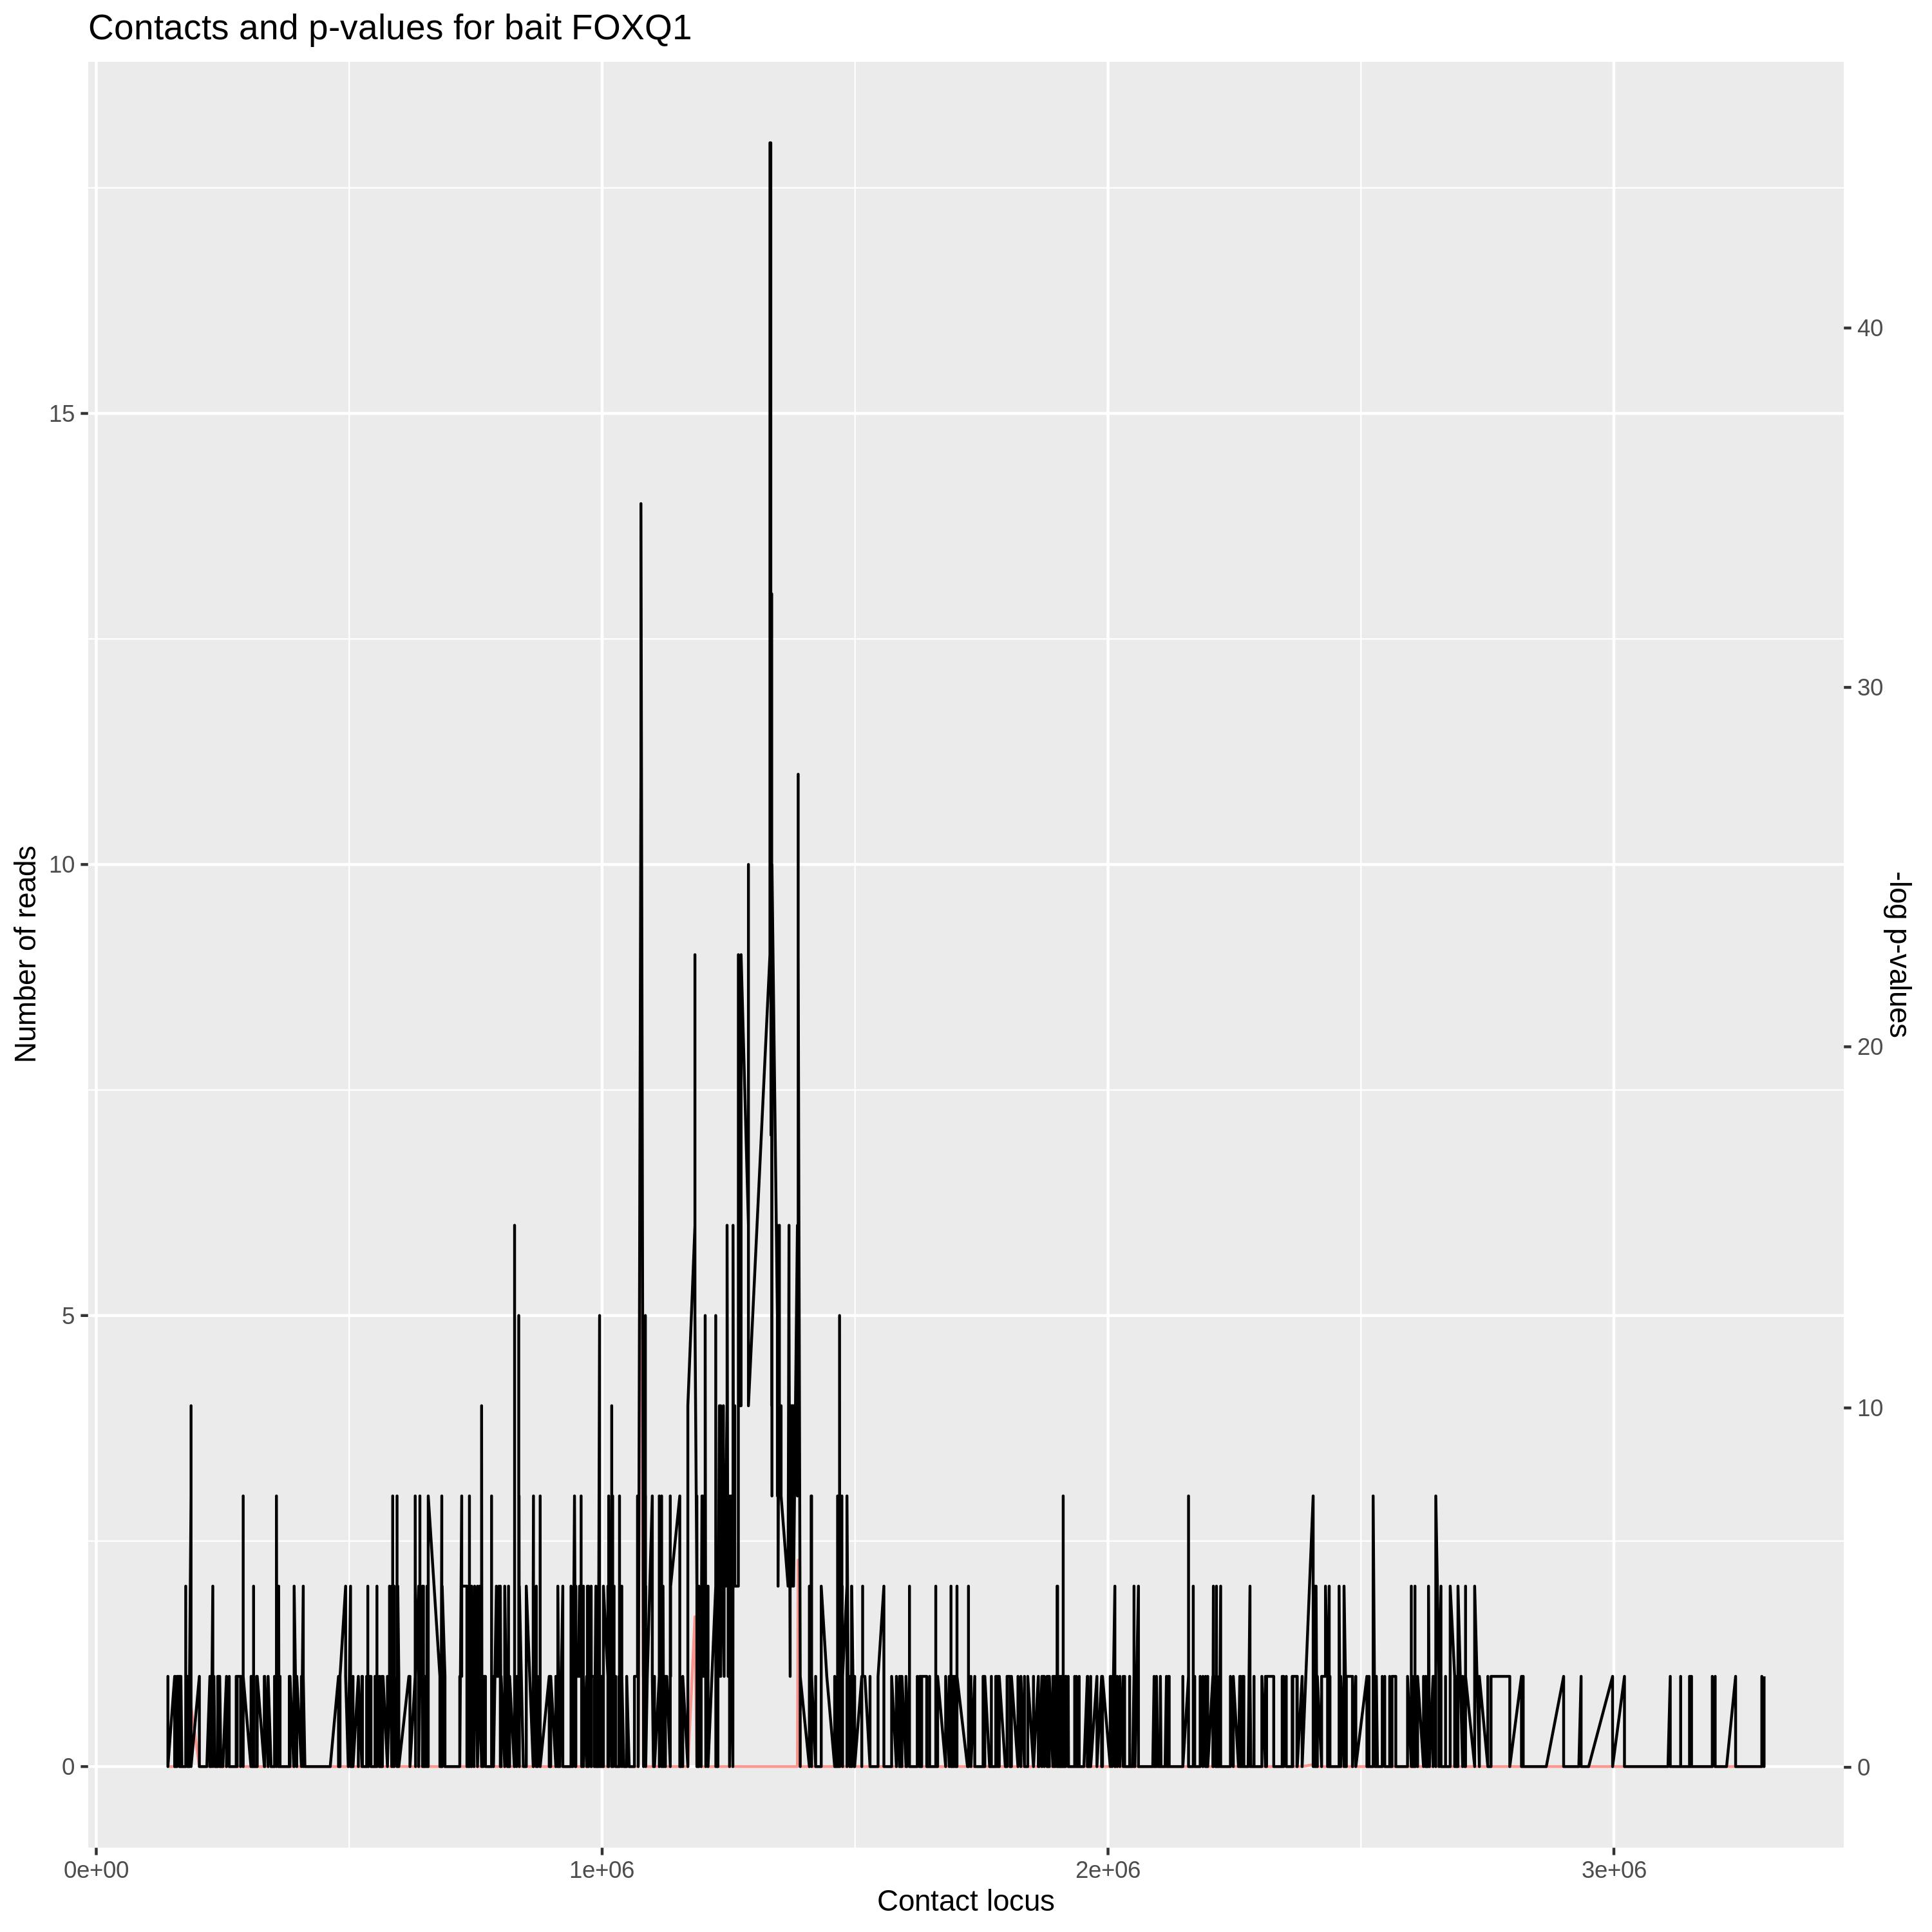 Contacts and p-values for bait FOXQ1
Number of reads
15
10
5
0
40
30
20
10
0
-log p-values
0e+00
1e+06
2e+06
3e+06
Contact locus